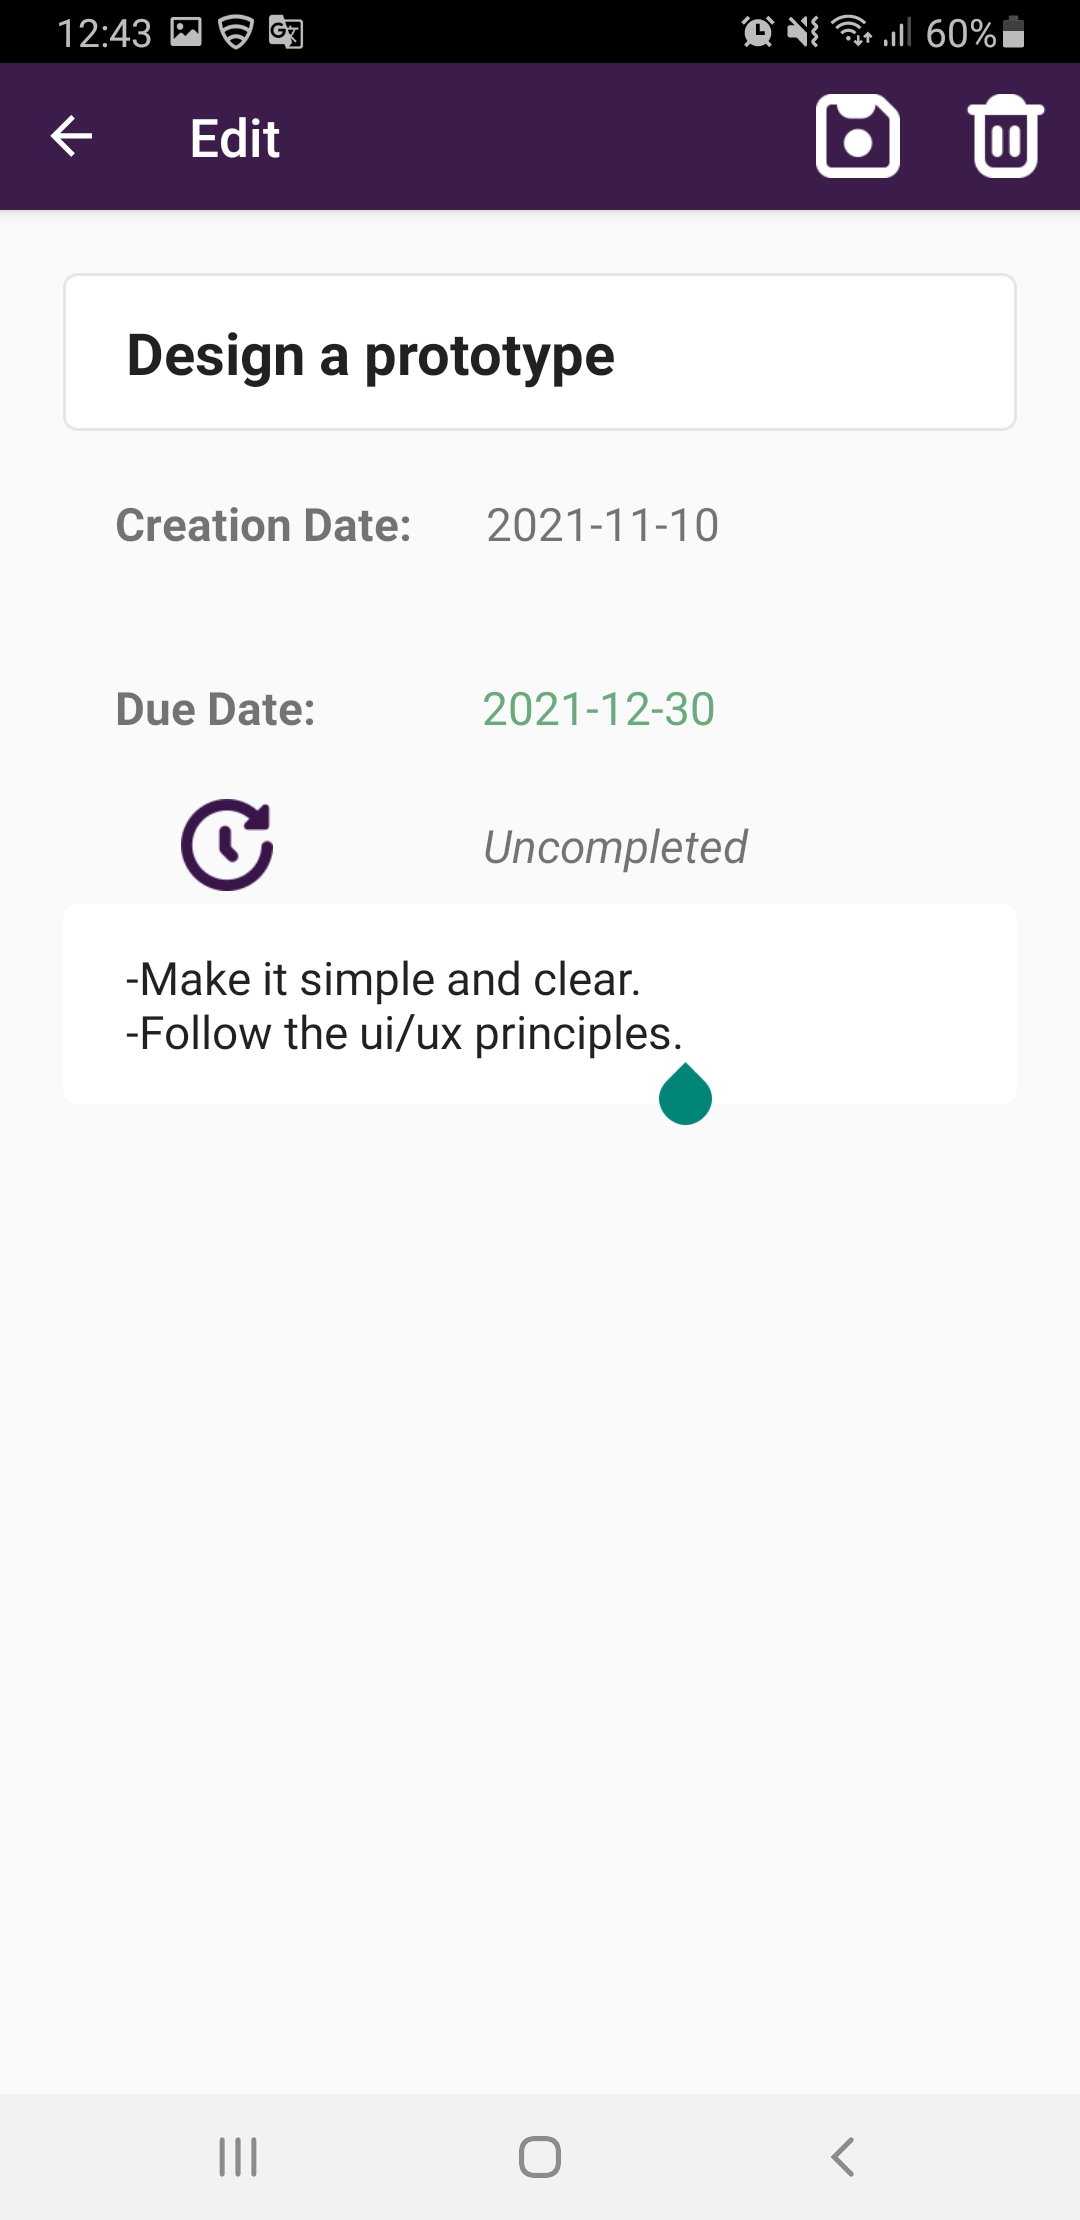 12:43 60%
Edit
Design a prototype
Creation Date: 2021-11-10
Due Date: 2021-12-30
Uncompleted
-Make it simple and clear.
-Follow the ui/ux principles.